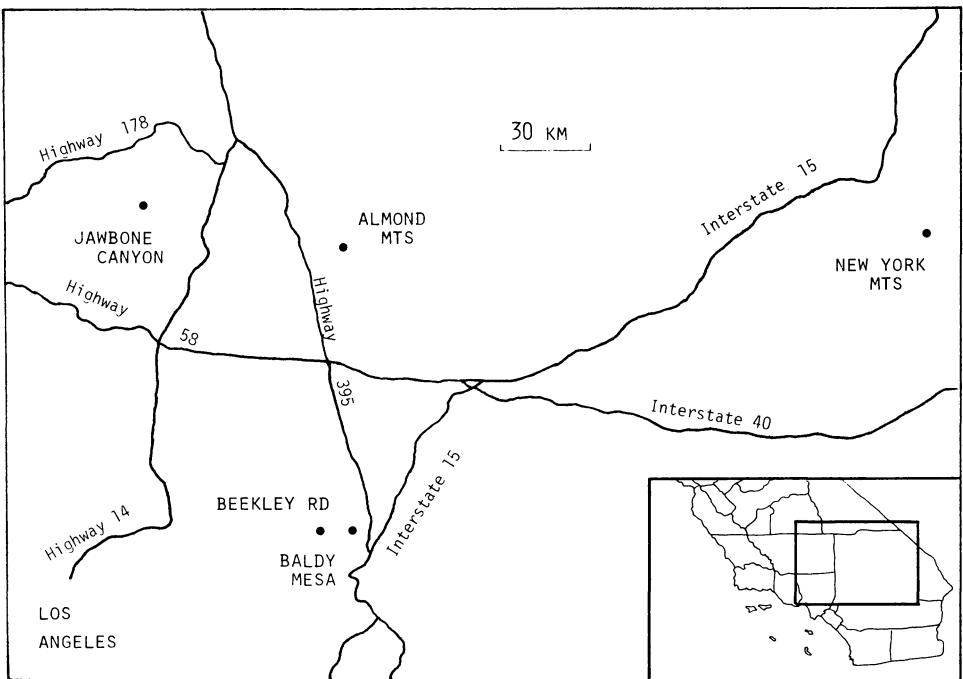 Highway 178
30 KM
Interstate 15
JAWBONE
CANYON
ALMOND
MTS
NEW YORK
MTS
Highway
58
Highway
395
Interstate 40
BEEKLEY RD
Interstate 15
Highway 14
BALDY
MESA
LOS
ANGELES